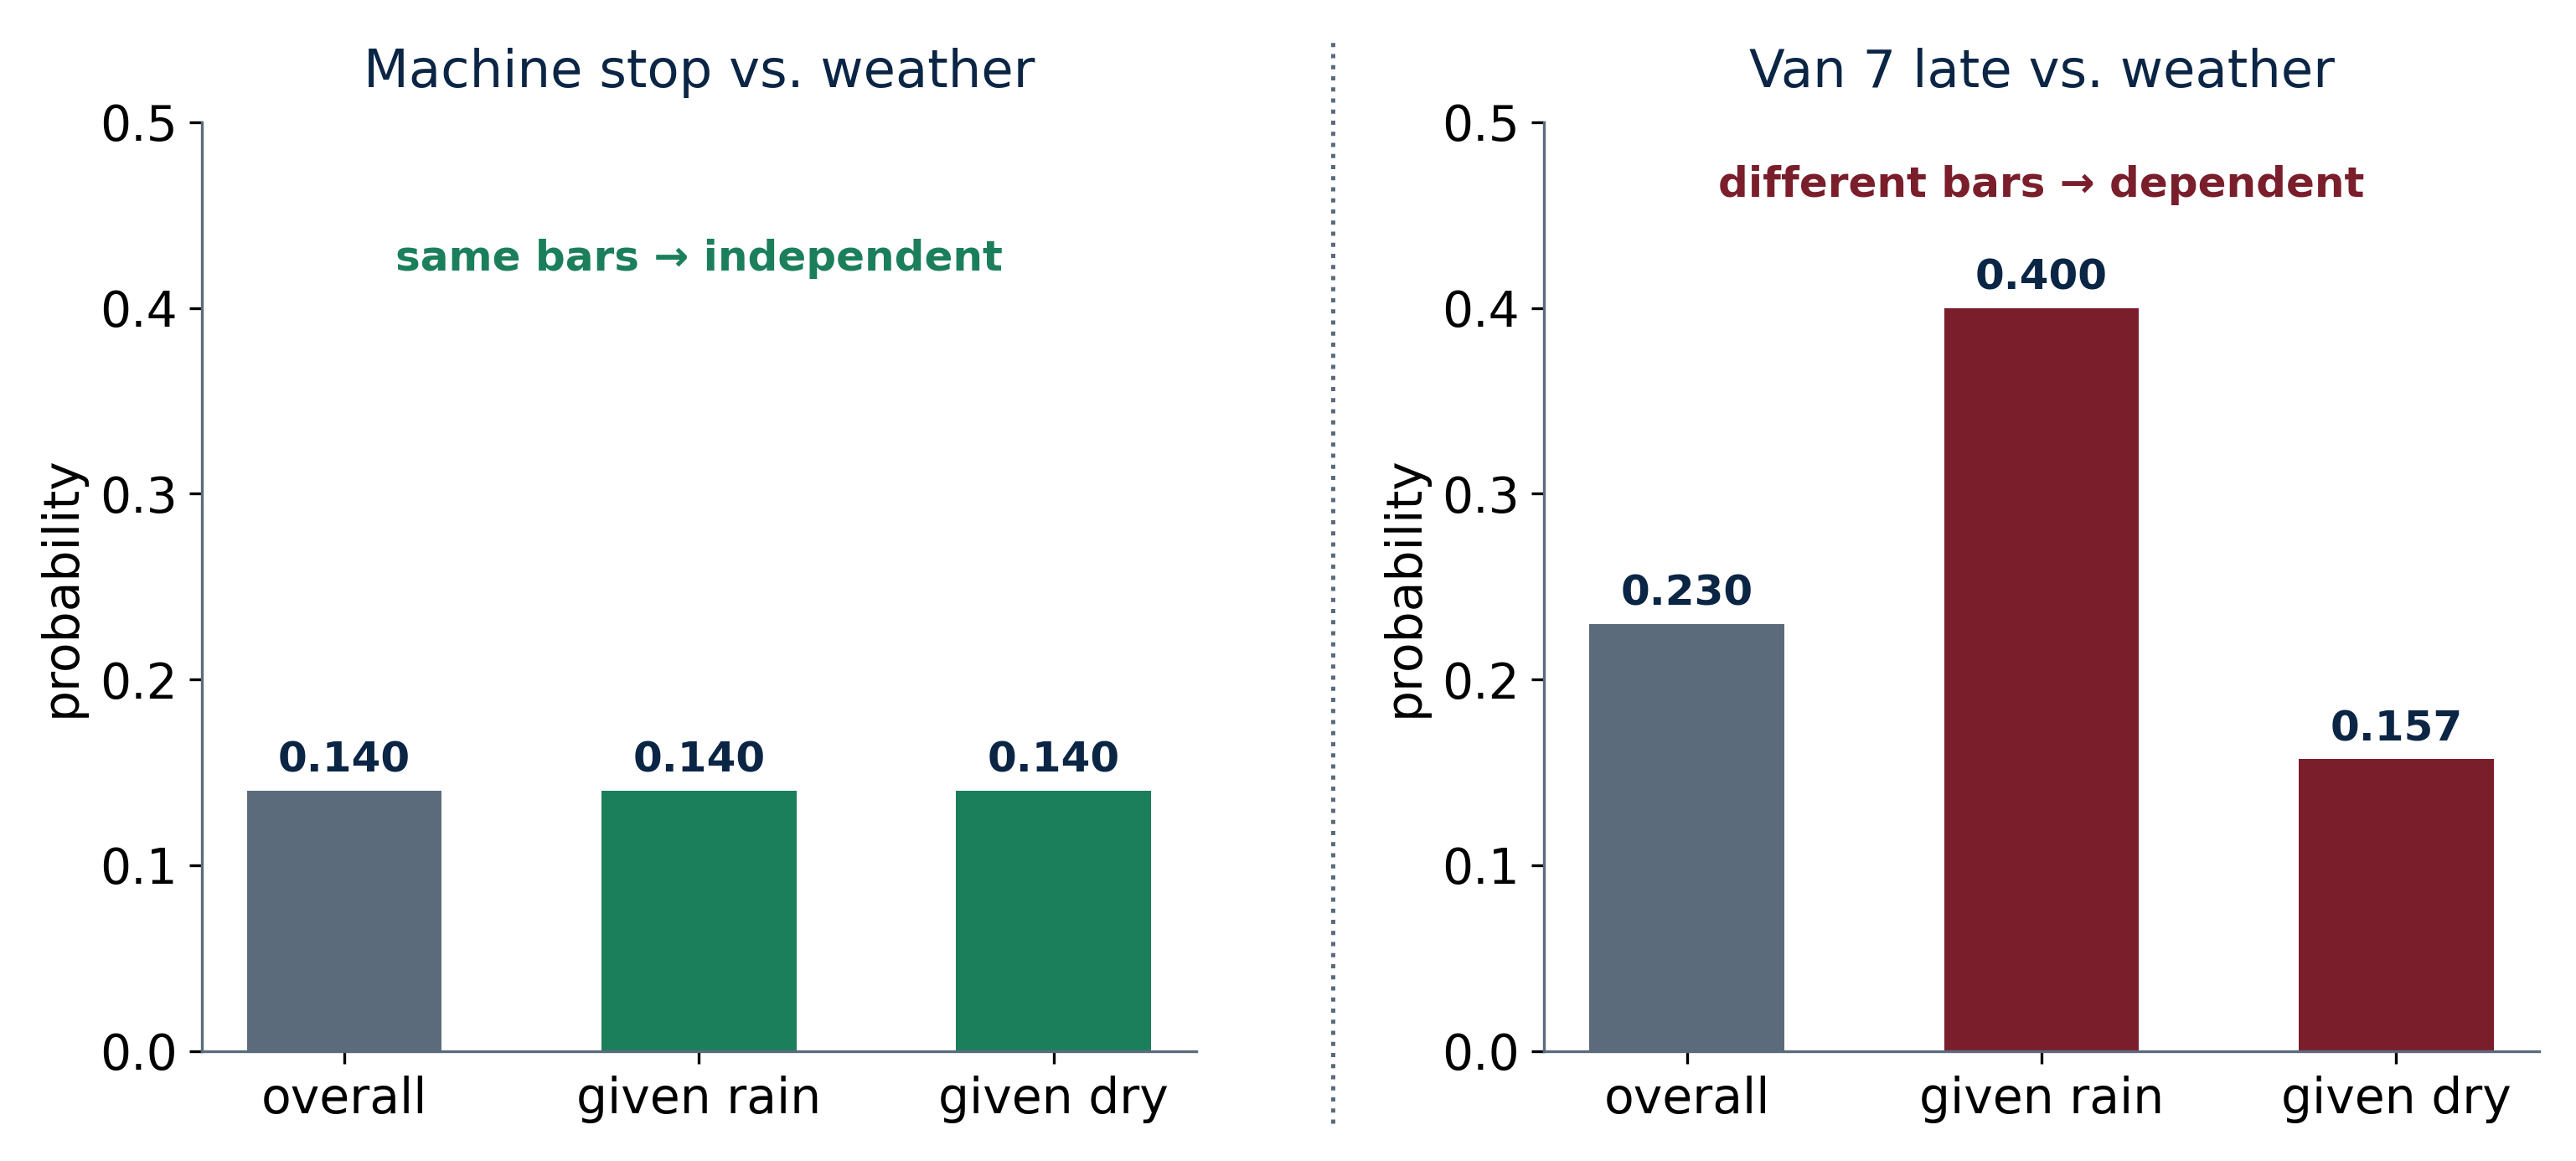 Machine stop vs. weather
0.5
0.4
0.3
0.2
0.1
0.0
probability
same bars → independent
0.140
0.140
0.140
overall
given rain
given dry
Van 7 late vs. weather
0.5
0.4
0.3
0.2
0.1
0.0
probability
different bars → dependent
0.230
0.400
0.157
overall
given rain
given dry